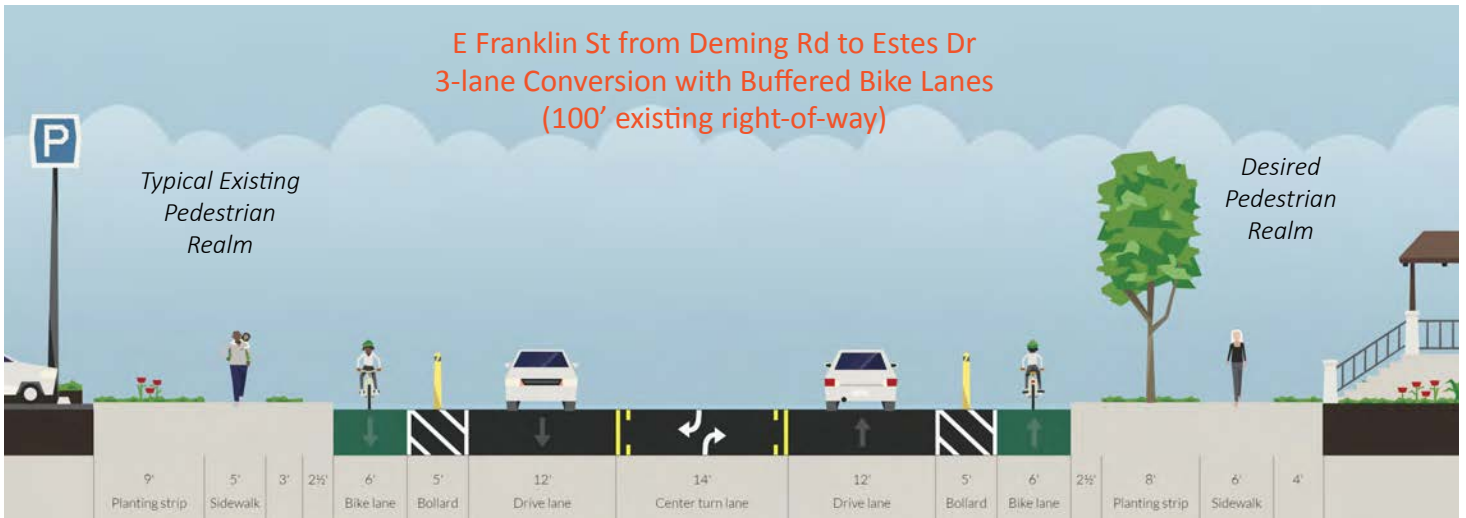 E Franklin St from Deming Rd to Estes Dr
3-lane Conversion with Buffered Bike Lanes
(100’ existing right-of-way)
P
Typical Existing
Pedestrian
Realm
Desired
Pedestrian
Realm
9' 5' 3' 2½' 6' 5' 12' 14' 12' 5' 6' 2½' 8' 6' 4'
Planting strip Sidewalk Bike lane Bollard Drive lane Center turn lane Drive lane Bollard Bike lane Planting strip Sidewalk